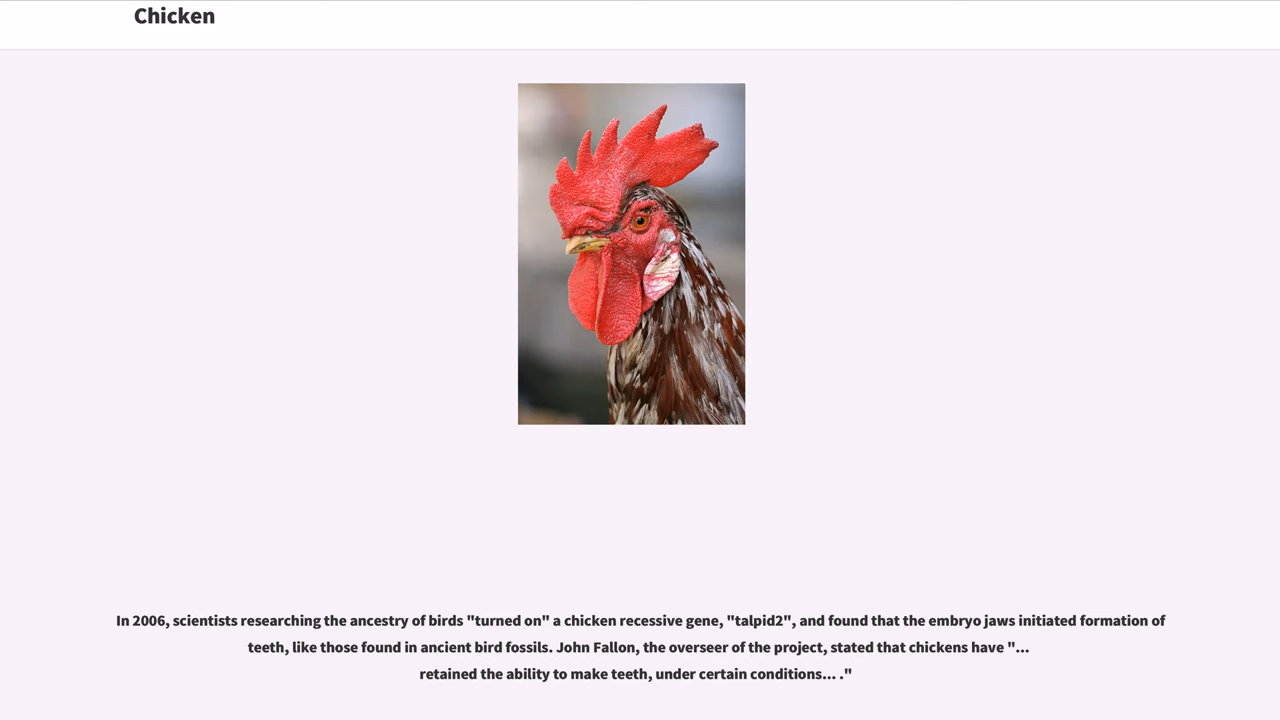 Chicken
In 2006, scientists researching the ancestry of birds "turned on" a chicken recessive gene, "talpid2", and found that the embryo jaws initiated formation of
teeth, like those found in ancient bird fossils. John Fallon, the overseer of the project, stated that chickens have "...
retained the ability to make teeth, under certain conditions... ."